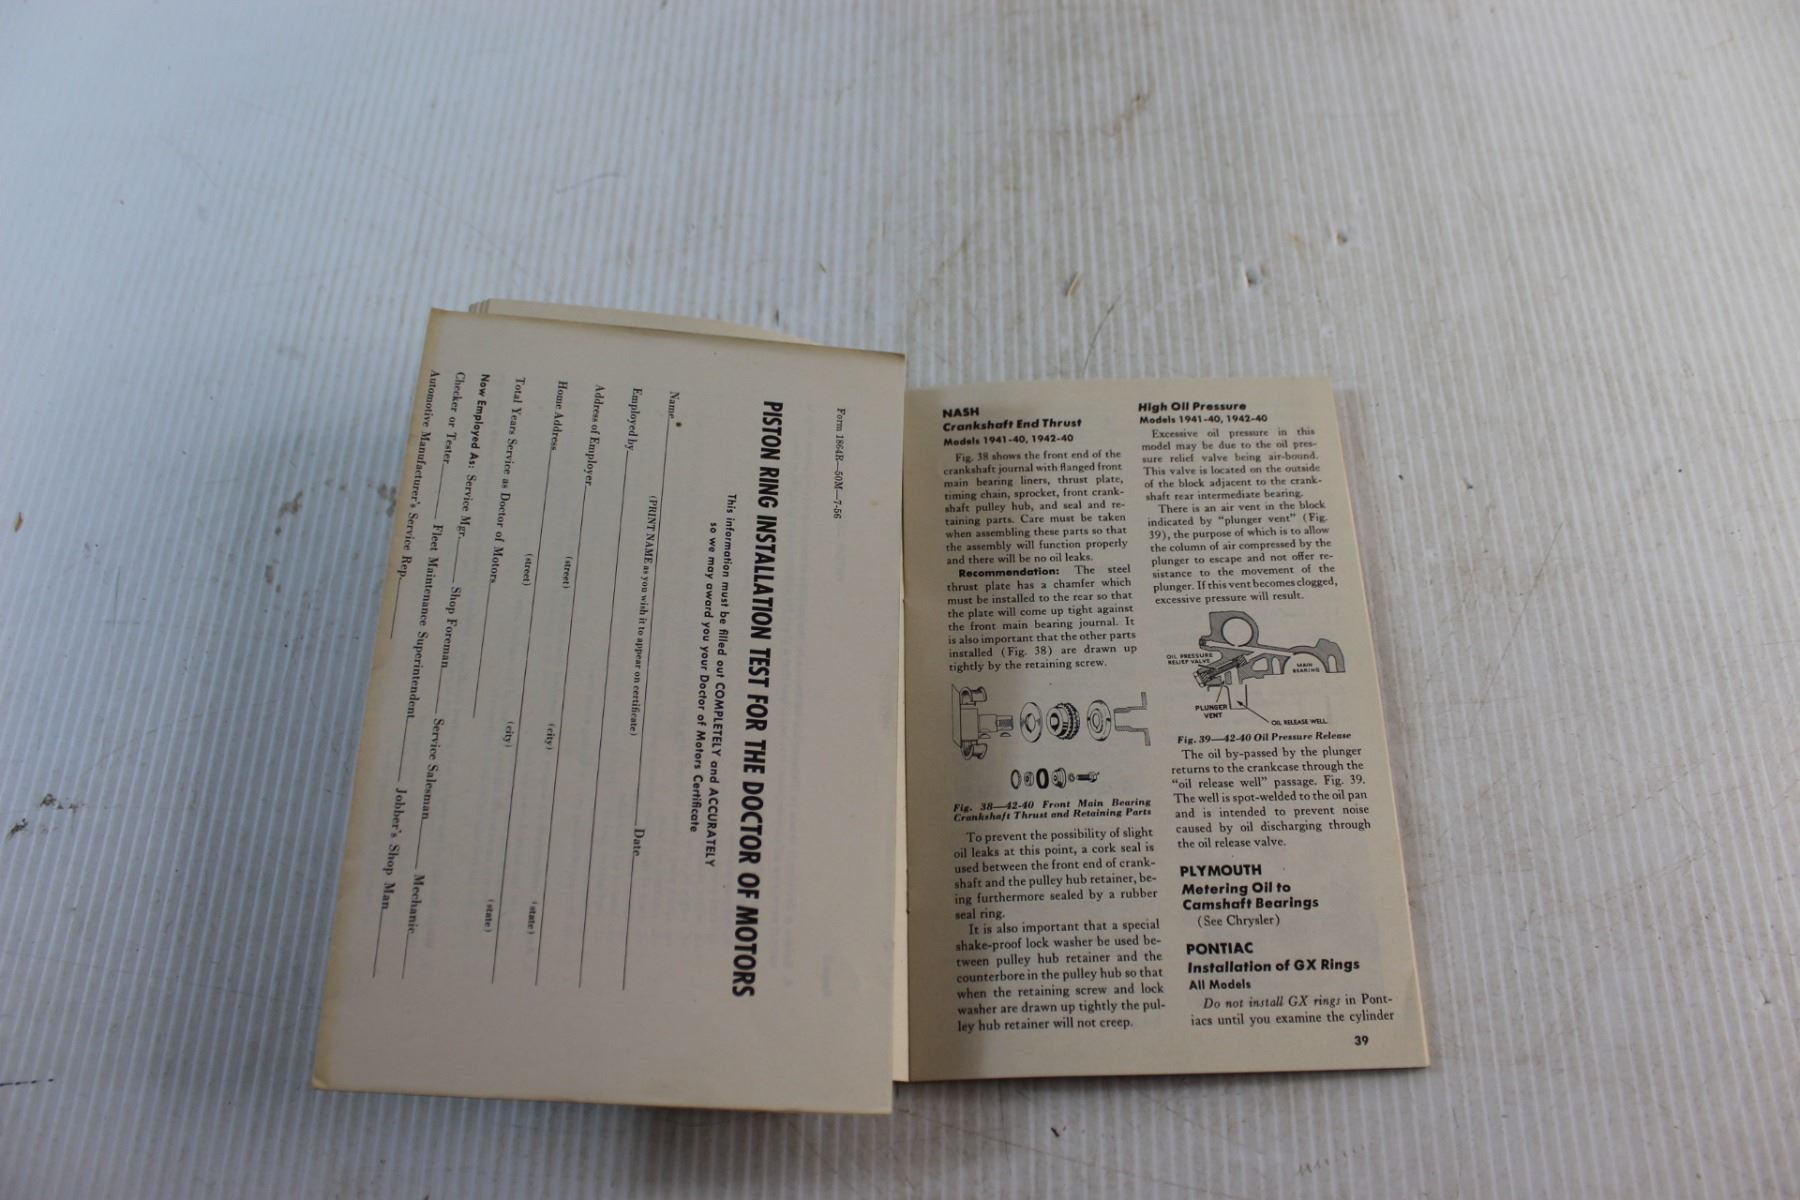 Form 1864R—50M—7-56
PISTON RING INSTALLATION TEST FOR THE DOCTOR OF MOTORS
This information must be filled out COMPLETELY and ACCURATELY
so we may award you your Doctor of Motors Certificate
Name
(PRINT NAME as you wish it to appear on certificate)
Employed by Date
Address of Employer
(street) (city) (state)
Home Address
(street) (city) (state)
Total Years Service as Doctor of Motors
Now Employed As: Service Mgr. Shop Foreman Service Salesman Mechanic
Checker or Tester Fleet Maintenance Superintendent Jobber's Shop Man
Automotive Manufacturer's Service Rep.
NASH
Crankshaft End Thrust
Models 1941-40, 1942-40
Fig. 38 shows the front end of the
crankshaft journal with flanged front
main bearing liners, thrust plate,
timing chain, sprocket, front crank-
shaft pulley hub, and seal and re-
taining parts. Care must be taken
when assembling these parts so that
the assembly will function properly
and there will be no oil leaks.
Recommendation: The steel
thrust plate has a chamfer which
must be installed to the rear so that
the plate will come up tight against
the front main bearing journal. It
is also important that the other parts
installed (Fig. 38) are drawn up
tightly by the retaining screw.
Fig. 38—42-40 Front Main Bearing
Crankshaft Thrust and Retaining Parts
To prevent the possibility of slight
oil leaks at this point, a cork seal is
used between the front end of crank-
shaft and the pulley hub retainer, be-
ing furthermore sealed by a rubber
seal ring.
It is also important that a special
shake-proof lock washer be used be-
tween pulley hub retainer and the
counterbore in the pulley hub so that
when the retaining screw and lock
washer are drawn up tightly the pul-
ley hub retainer will not creep.
High Oil Pressure
Models 1941-40, 1942-40
Excessive oil pressure in this
model may be due to the oil pres-
sure relief valve being air-bound.
This valve is located on the outside
of the block adjacent to the crank-
shaft rear intermediate bearing.
There is an air vent in the block
indicated by "plunger vent" (Fig.
39), the purpose of which is to allow
the column of air compressed by the
plunger to escape and not offer re-
sistance to the movement of the
plunger. If this vent becomes clogged,
excessive pressure will result.
OIL PRESSURE
RELIEF VALVE
MAIN
BEARING
PLUNGER
VENT
OIL RELEASE WELL
Fig. 39—42-40 Oil Pressure Release
The oil by-passed by the plunger
returns to the crankcase through the
"oil release well" passage. Fig. 39.
The well is spot-welded to the oil pan
and is intended to prevent noise
caused by oil discharging through
the oil release valve.
PLYMOUTH
Metering Oil to
Camshaft Bearings
(See Chrysler)
PONTIAC
Installation of GX Rings
All Models
Do not install GX rings in Pont-
iacs until you examine the cylinder
39